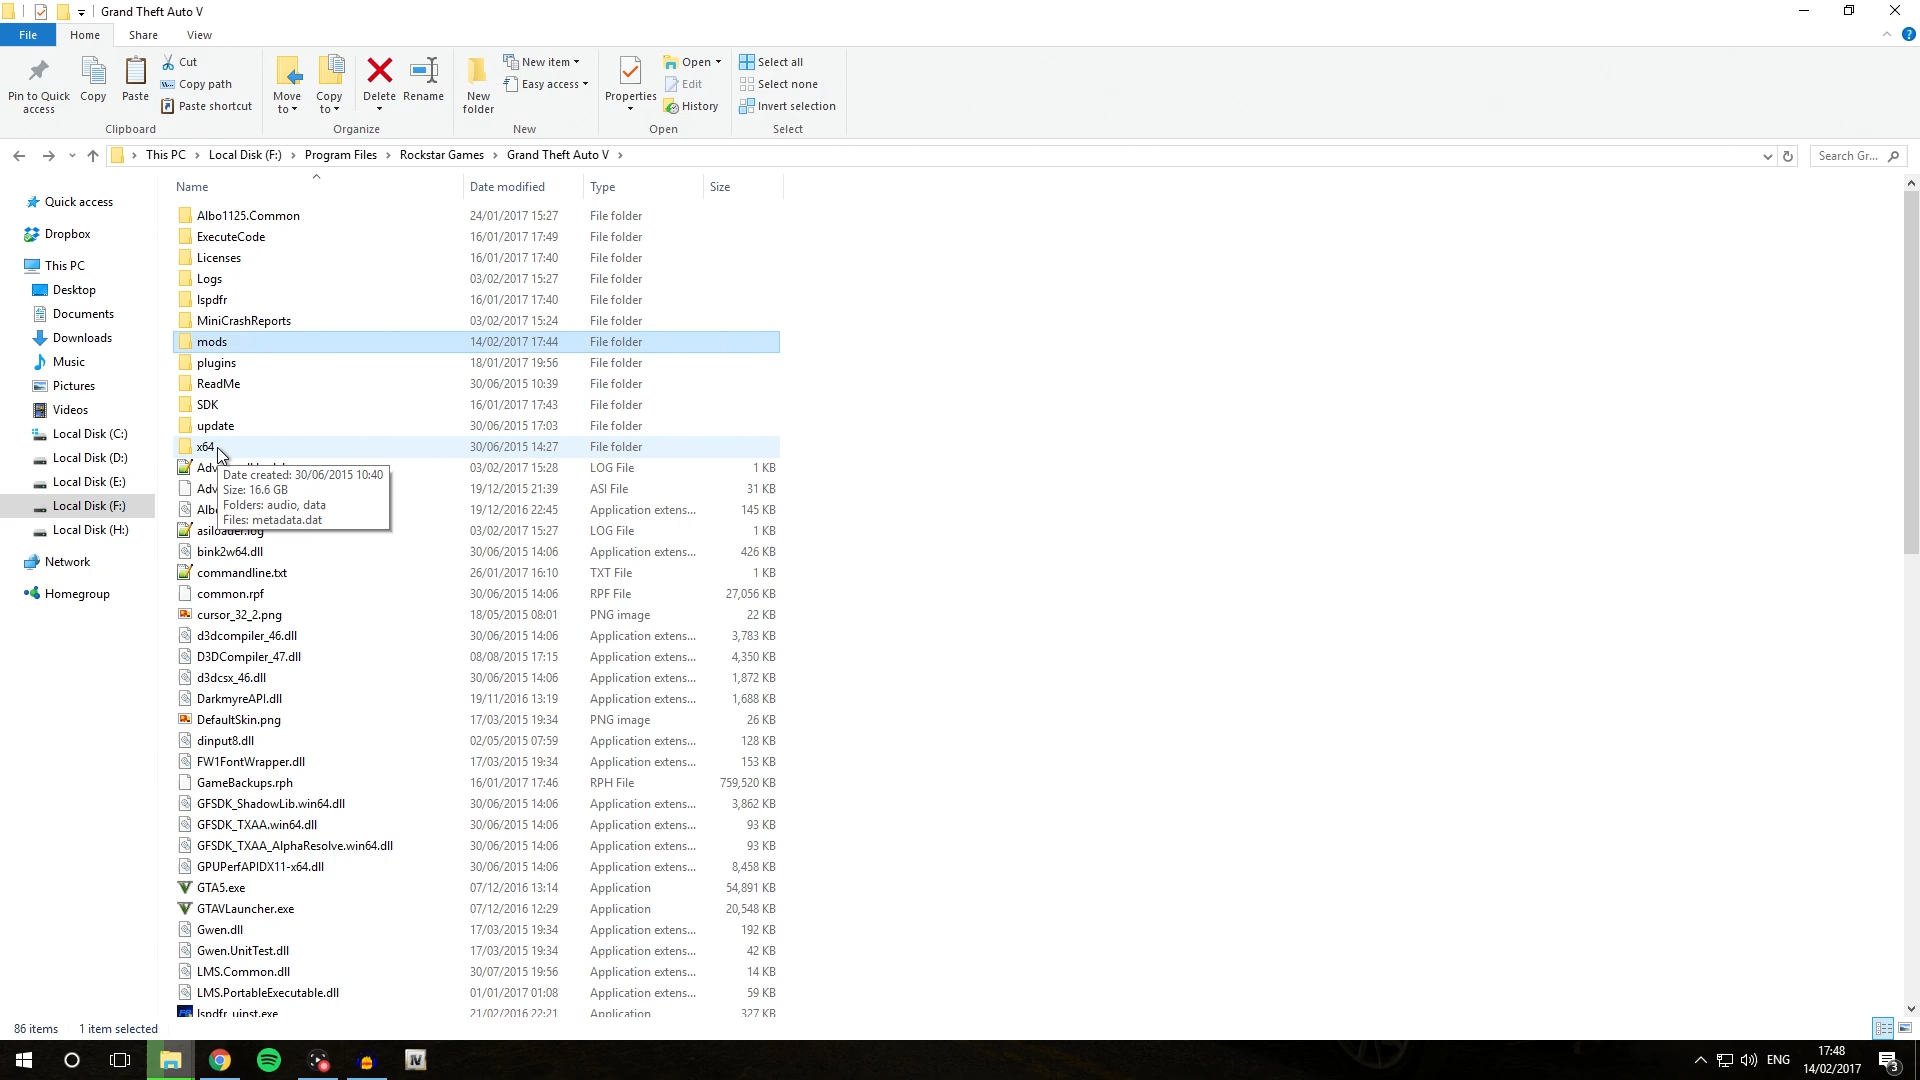 Grand Theft Auto V
File Home Share View
Pin to Quick access
Copy
Paste
Cut
Copy path
Paste shortcut
Clipboard
Move to
Copy to
Delete
Rename
Organize
New folder
New item
Easy access
New
Properties
Open
Edit
History
Open
Select all
Select none
Invert selection
Select
This PC Local Disk (F:) Program Files Rockstar Games Grand Theft Auto V
Search Gr...
Quick access
Dropbox
This PC
Desktop
Documents
Downloads
Music
Pictures
Videos
Local Disk (C:)
Local Disk (D:)
Local Disk (E:)
Local Disk (F:)
Local Disk (H:)
Network
Homegroup
Name Date modified Type Size
Albo1125.Common 24/01/2017 15:27 File folder
ExecuteCode 16/01/2017 17:49 File folder
Licenses 16/01/2017 17:40 File folder
Logs 03/02/2017 15:27 File folder
lspdfr 16/01/2017 17:40 File folder
MiniCrashReports 03/02/2017 15:24 File folder
mods 14/02/2017 17:44 File folder
plugins 18/01/2017 19:56 File folder
ReadMe 30/06/2015 10:39 File folder
SDK 16/01/2017 17:43 File folder
update 30/06/2015 17:03 File folder
x64 30/06/2015 14:27 File folder
Adv 03/02/2017 15:28 LOG File 1 KB
Adv 19/12/2015 21:39 ASI File 31 KB
Albo 19/12/2016 22:45 Application extens... 145 KB
asiloader.log 03/02/2017 15:27 LOG File 1 KB
bink2w64.dll 30/06/2015 14:06 Application extens... 426 KB
commandline.txt 26/01/2017 16:10 TXT File 1 KB
common.rpf 30/06/2015 14:06 RPF File 27,056 KB
cursor_32_2.png 18/05/2015 08:01 PNG image 22 KB
d3dcompiler_46.dll 30/06/2015 14:06 Application extens... 3,783 KB
D3DCompiler_47.dll 08/08/2015 17:15 Application extens... 4,350 KB
d3dcsx_46.dll 30/06/2015 14:06 Application extens... 1,872 KB
DarkmyreAPI.dll 19/11/2016 13:19 Application extens... 1,688 KB
DefaultSkin.png 17/03/2015 19:34 PNG image 26 KB
dinput8.dll 02/05/2015 07:59 Application extens... 128 KB
FW1FontWrapper.dll 17/03/2015 19:34 Application extens... 153 KB
GameBackups.rph 16/01/2017 17:46 RPH File 759,520 KB
GFSDK_ShadowLib.win64.dll 30/06/2015 14:06 Application extens... 3,862 KB
GFSDK_TXAA.win64.dll 30/06/2015 14:06 Application extens... 93 KB
GFSDK_TXAA_AlphaResolve.win64.dll 30/06/2015 14:06 Application extens... 93 KB
GPUPerfAPIDX11-x64.dll 30/06/2015 14:06 Application extens... 8,458 KB
GTA5.exe 07/12/2016 13:14 Application 54,891 KB
GTAVLauncher.exe 07/12/2016 12:29 Application 20,548 KB
Gwen.dll 17/03/2015 19:34 Application extens... 192 KB
Gwen.UnitTest.dll 17/03/2015 19:34 Application extens... 42 KB
LMS.Common.dll 30/07/2015 19:56 Application extens... 14 KB
LMS.PortableExecutable.dll 01/01/2017 01:08 Application extens... 59 KB
lspdfr_uinst.exe 21/02/2016 22:21 Application 327 KB
Date created: 30/06/2015 10:40
Size: 16.6 GB
Folders: audio, data
Files: metadata.dat
86 items 1 item selected
IV
ENG
17:48
14/02/2017
3